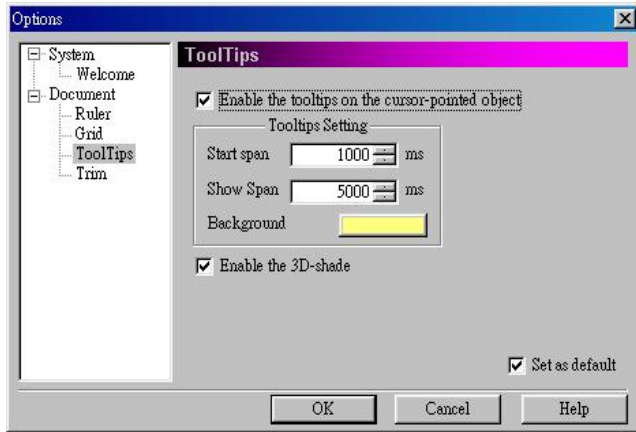 Options
System
Welcome
Document
Ruler
Grid
ToolTips
Trim
ToolTips
Enable the tooltips on the cursor-pointed object
Tooltips Setting
Start span 1000 ms
Show Span 5000 ms
Background
Enable the 3D-shade
Set as default
OK Cancel Help